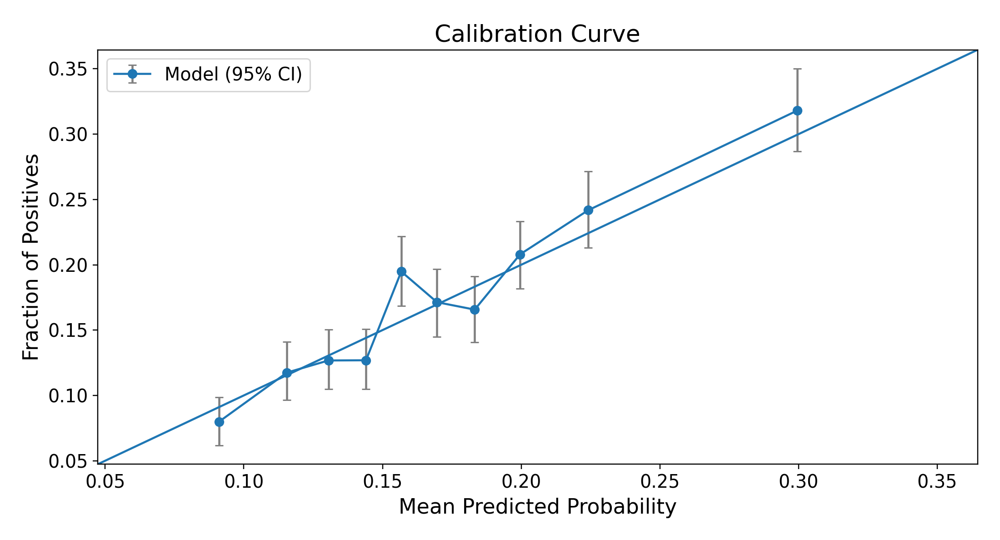 Calibration Curve
Model (95% CI)
Fraction of Positives
0.35
0.30
0.25
0.20
0.15
0.10
0.05
0.05 0.10 0.15 0.20 0.25 0.30 0.35
Mean Predicted Probability